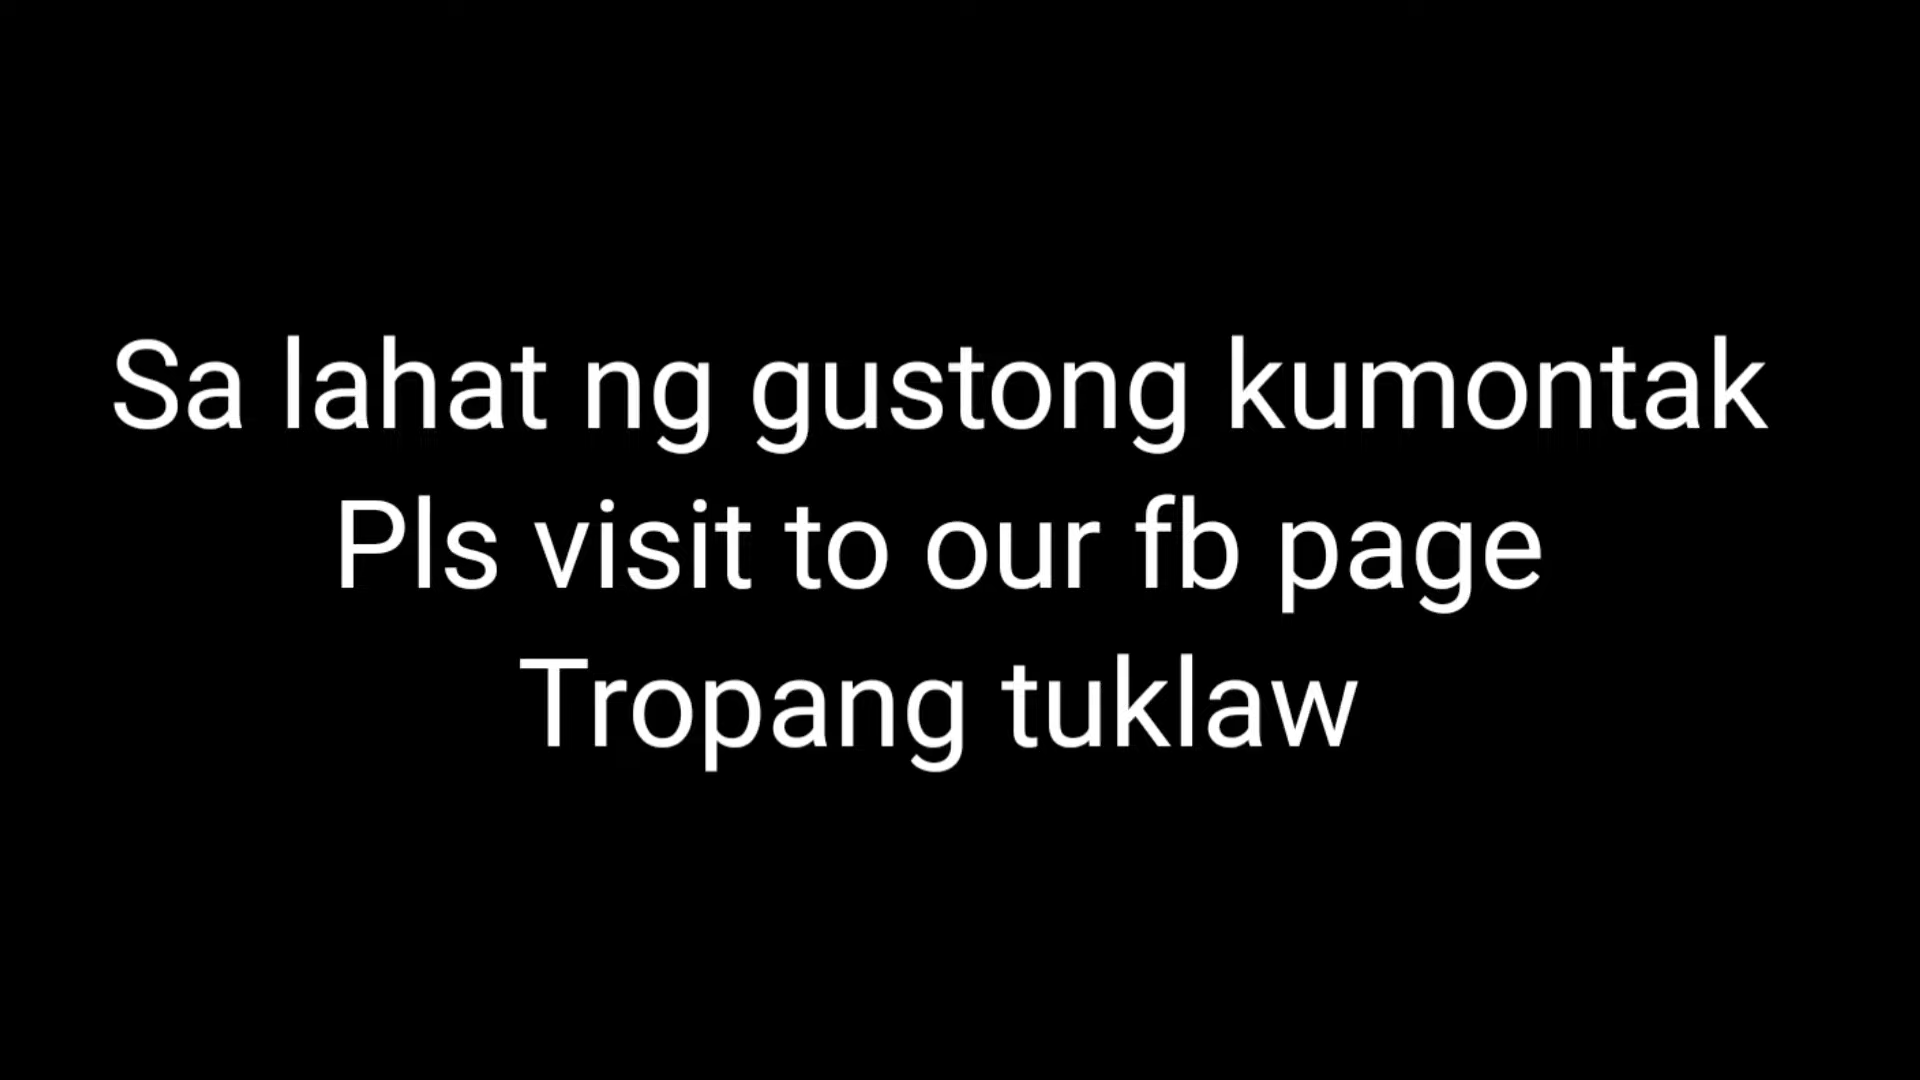 Sa lahat ng gustong kumontak
Pls visit to our fb page
Tropang tuklaw